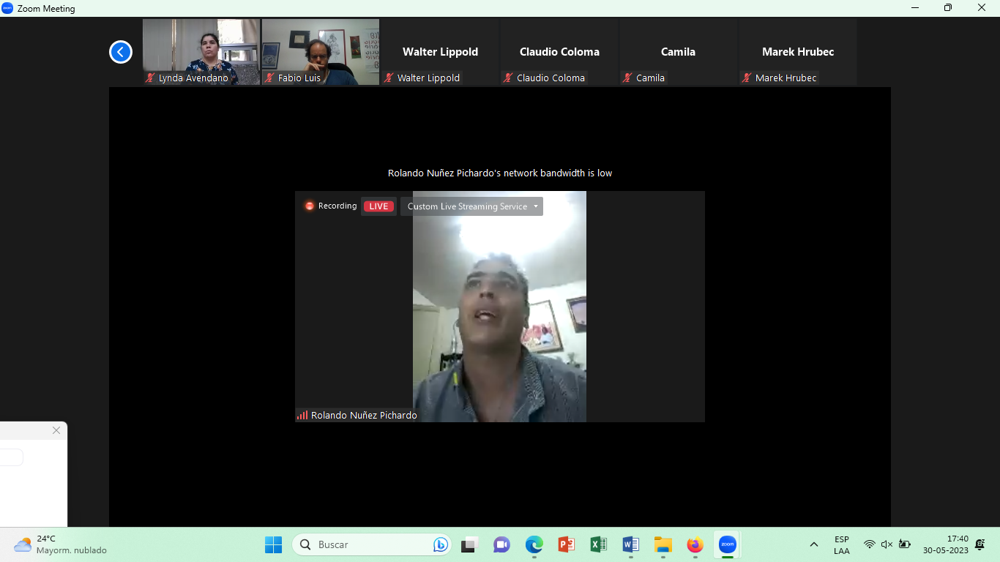 Zoom Meeting
Walter Lippold
Claudio Coloma
Camila
Marek Hrubec
Lynda Avendano
Fabio Luis
Walter Lippold
Claudio Coloma
Camila
Marek Hrubec
Rolando Nuñez Pichardo's network bandwidth is low
Recording
LIVE
Custom Live Streaming Service
Rolando Nuñez Pichardo
24°C
Mayorm. nublado
Buscar
zoom
ESP
LAA
17:40
30-05-2023